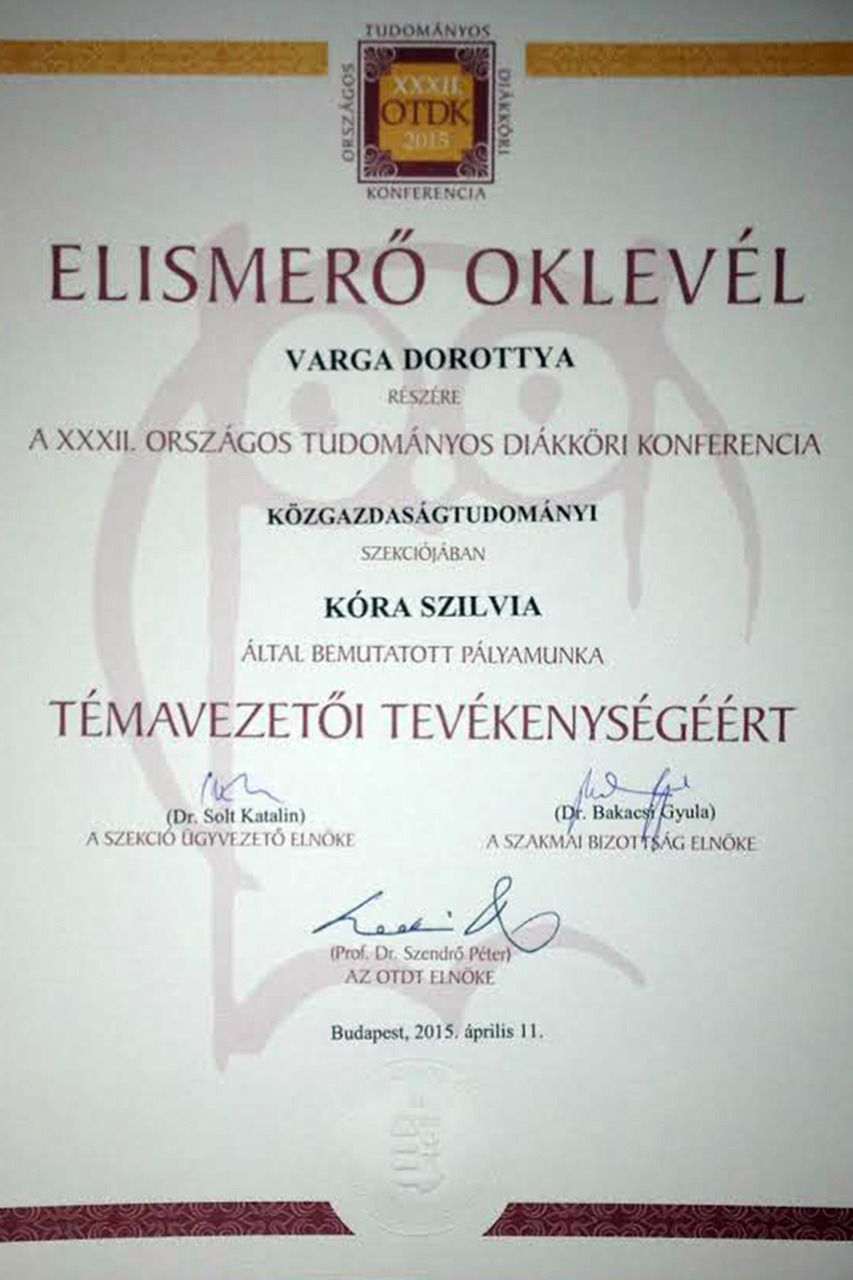 TUDOMÁNYOS
ORSZÁGOS
XXXII.
OTDK
2015
DIÁKKÖRI
KONFERENCIA
ELISMERŐ OKLEVÉL
VARGA DOROTTYA
RÉSZÉRE
A XXXII. ORSZÁGOS TUDOMÁNYOS DIÁKKÖRI KONFERENCIA
KÖZGAZDASÁGTUDOMÁNYI
SZEKCIÓJÁBAN
KÓRA SZILVIA
ÁLTAL BEMUTATOTT PÁLYAMUNKA
TÉMAVEZETŐI TEVÉKENYSÉGÉÉRT
(Dr. Solt Katalin)
A SZEKCIÓ ÜGYVEZETŐ ELNÖKE
(Dr. Bakacsi Gyula)
A SZAKMAI BIZOTTSÁG ELNÖKE
(Prof. Dr. Szendrő Péter)
AZ OTDT ELNÖKE
Budapest, 2015. április 11.